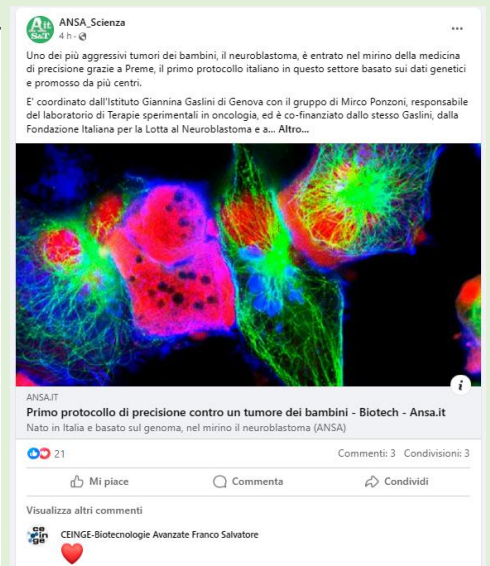 Ait
S&T
ANSA_Scienza
4 h ·
Uno dei più aggressivi tumori dei bambini, il neuroblastoma, è entrato nel mirino della medicina
di precisione grazie a Preme, il primo protocollo italiano in questo settore basato sui dati genetici
e promosso da più centri.
E' coordinato dall'Istituto Giannina Gaslini di Genova con il gruppo di Mirco Ponzoni, responsabile
del laboratorio di Terapie sperimentali in oncologia, ed è co-finanziato dallo stesso Gaslini, dalla
Fondazione Italiana per la Lotta al Neuroblastoma e a... Altro...
i
ANSA.IT
Primo protocollo di precisione contro un tumore dei bambini - Biotech - Ansa.it
Nato in Italia e basato sul genoma, nel mirino il neuroblastoma (ANSA)
21
Commenti: 3 Condivisioni: 3
Mi piace Commenta Condividi
Visualizza altri commenti
ce
inge
CEINGE-Biotecnologie Avanzate Franco Salvatore